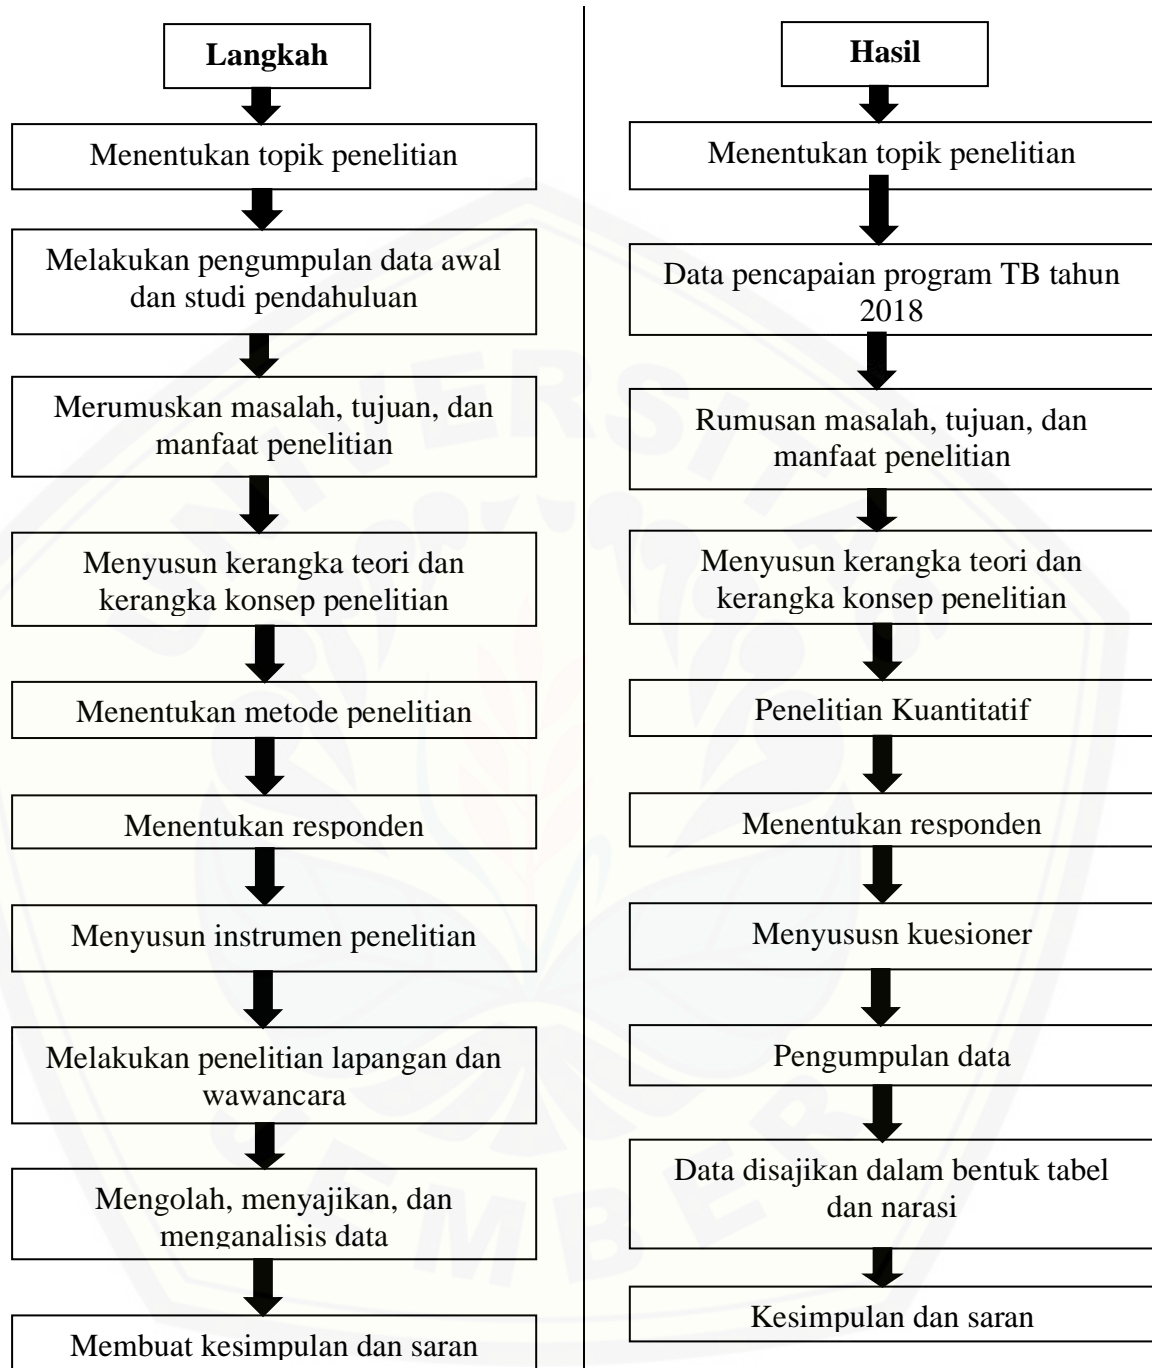 Langkah
Menentukan topik penelitian
Melakukan pengumpulan data awal
dan studi pendahuluan
Merumuskan masalah, tujuan, dan
manfaat penelitian
Menyusun kerangka teori dan
kerangka konsep penelitian
Menentukan metode penelitian
Menentukan responden
Menyusun instrumen penelitian
Melakukan penelitian lapangan dan
wawancara
Mengolah, menyajikan, dan
menganalisis data
Membuat kesimpulan dan saran
Hasil
Menentukan topik penelitian
Data pencapaian program TB tahun
2018
Rumusan masalah, tujuan, dan
manfaat penelitian
Menyusun kerangka teori dan
kerangka konsep penelitian
Penelitian Kuantitatif
Menentukan responden
Menyususn kuesioner
Pengumpulan data
Data disajikan dalam bentuk tabel
dan narasi
Kesimpulan dan saran
UNIVERSITAS
JEMBER